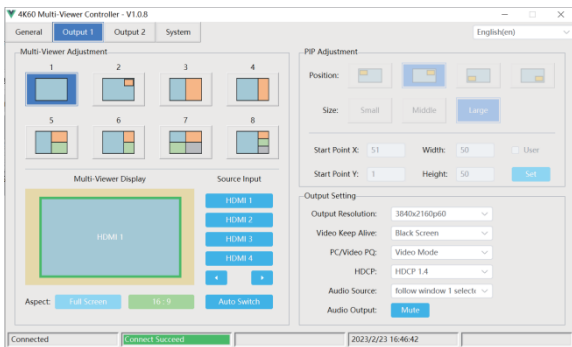 4K60 Multi-Viewer Controller - V1.0.8
General Output 1 Output 2 System English(en)
Multi-Viewer Adjustment
1 2 3 4
5 6 7 8
Multi-Viewer Display Source Input
HDMI 1
HDMI 1
HDMI 2
HDMI 3
HDMI 4
Aspect: Full Screen 16 : 9 Auto Switch
PIP Adjustment
Position:
Size: Small Middle Large
Start Point X: 51 Width: 50 User
Start Point Y: 1 Height: 50 Set
Output Setting
Output Resolution: 3840x2160p60
Video Keep Alive: Black Screen
PC/Video PQ: Video Mode
HDCP: HDCP 1.4
Audio Source: follow window 1 selecti
Audio Output: Mute
Connected Connect Succeed 2023/2/23 16:46:42